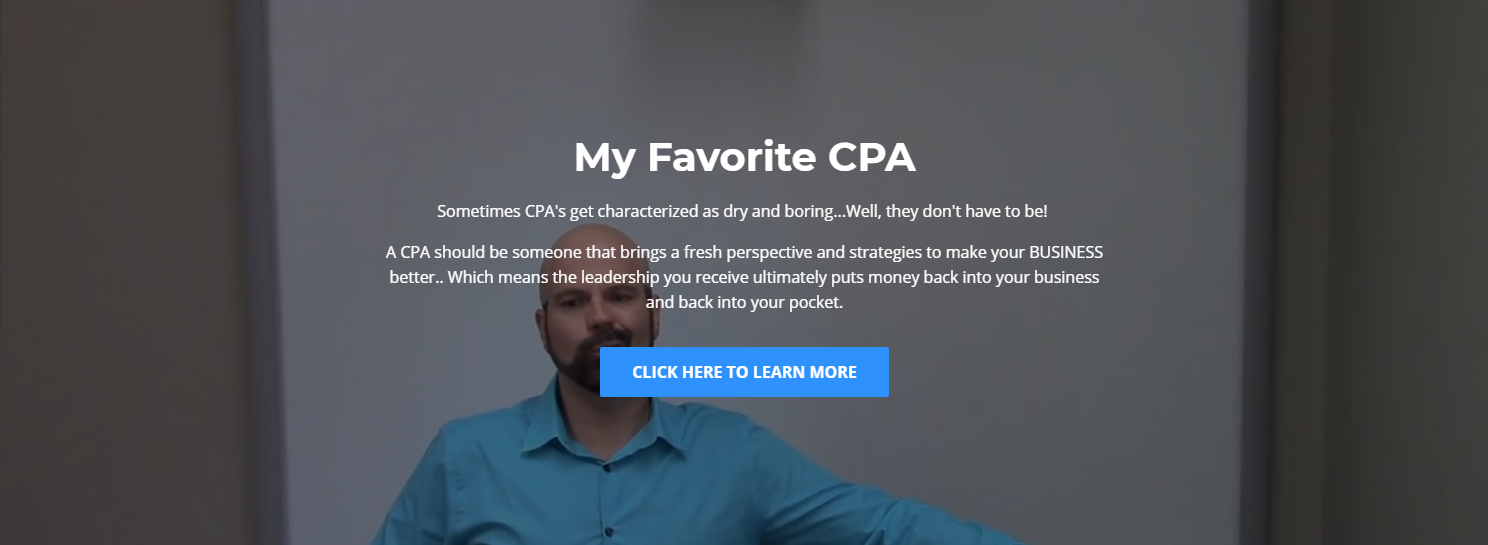 My Favorite CPA
Sometimes CPA's get characterized as dry and boring...Well, they don't have to be!
A CPA should be someone that brings a fresh perspective and strategies to make your BUSINESS
better.. Which means the leadership you receive ultimately puts money back into your business
and back into your pocket.
CLICK HERE TO LEARN MORE